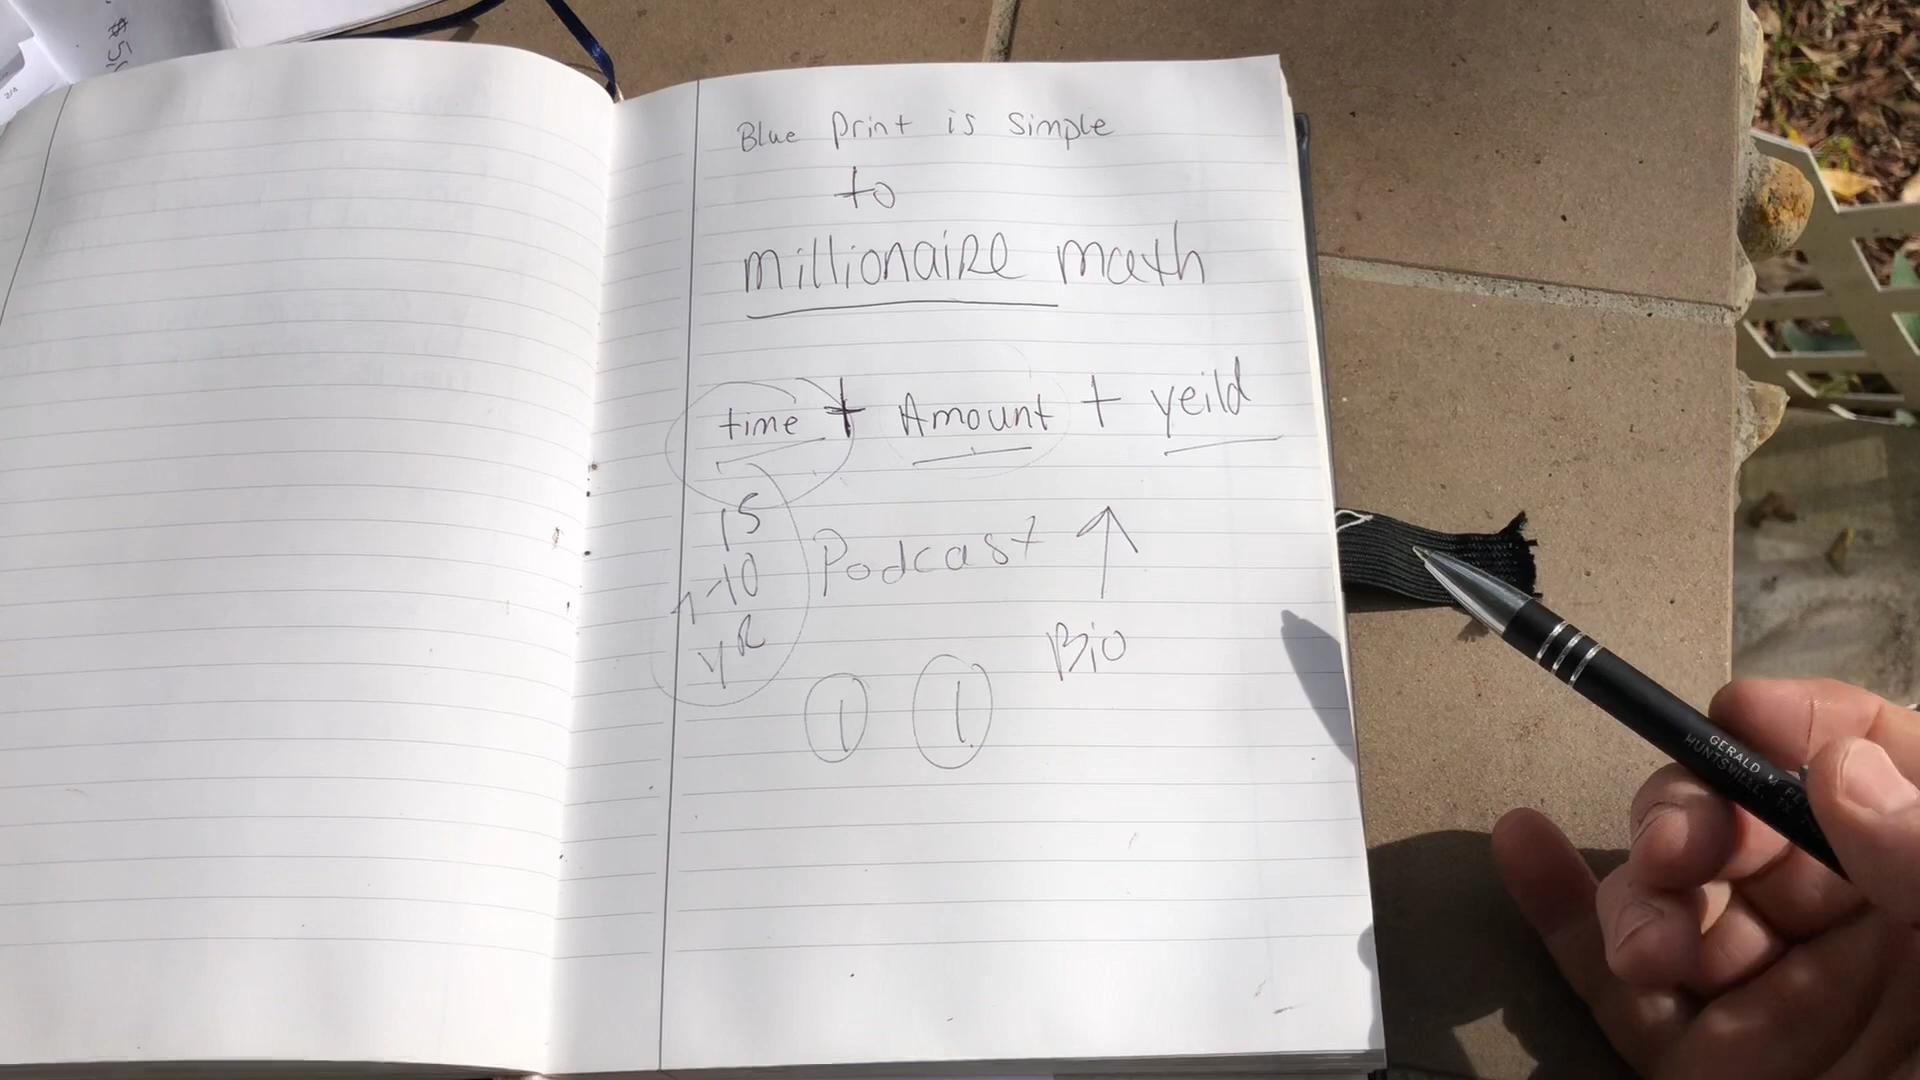 Blue print is simple
to
millionaire math
time + Amount + yeild
15
10
yR
Podcast ↑
Bio
1 1
GERALD M
HUNTSVILLE, TX